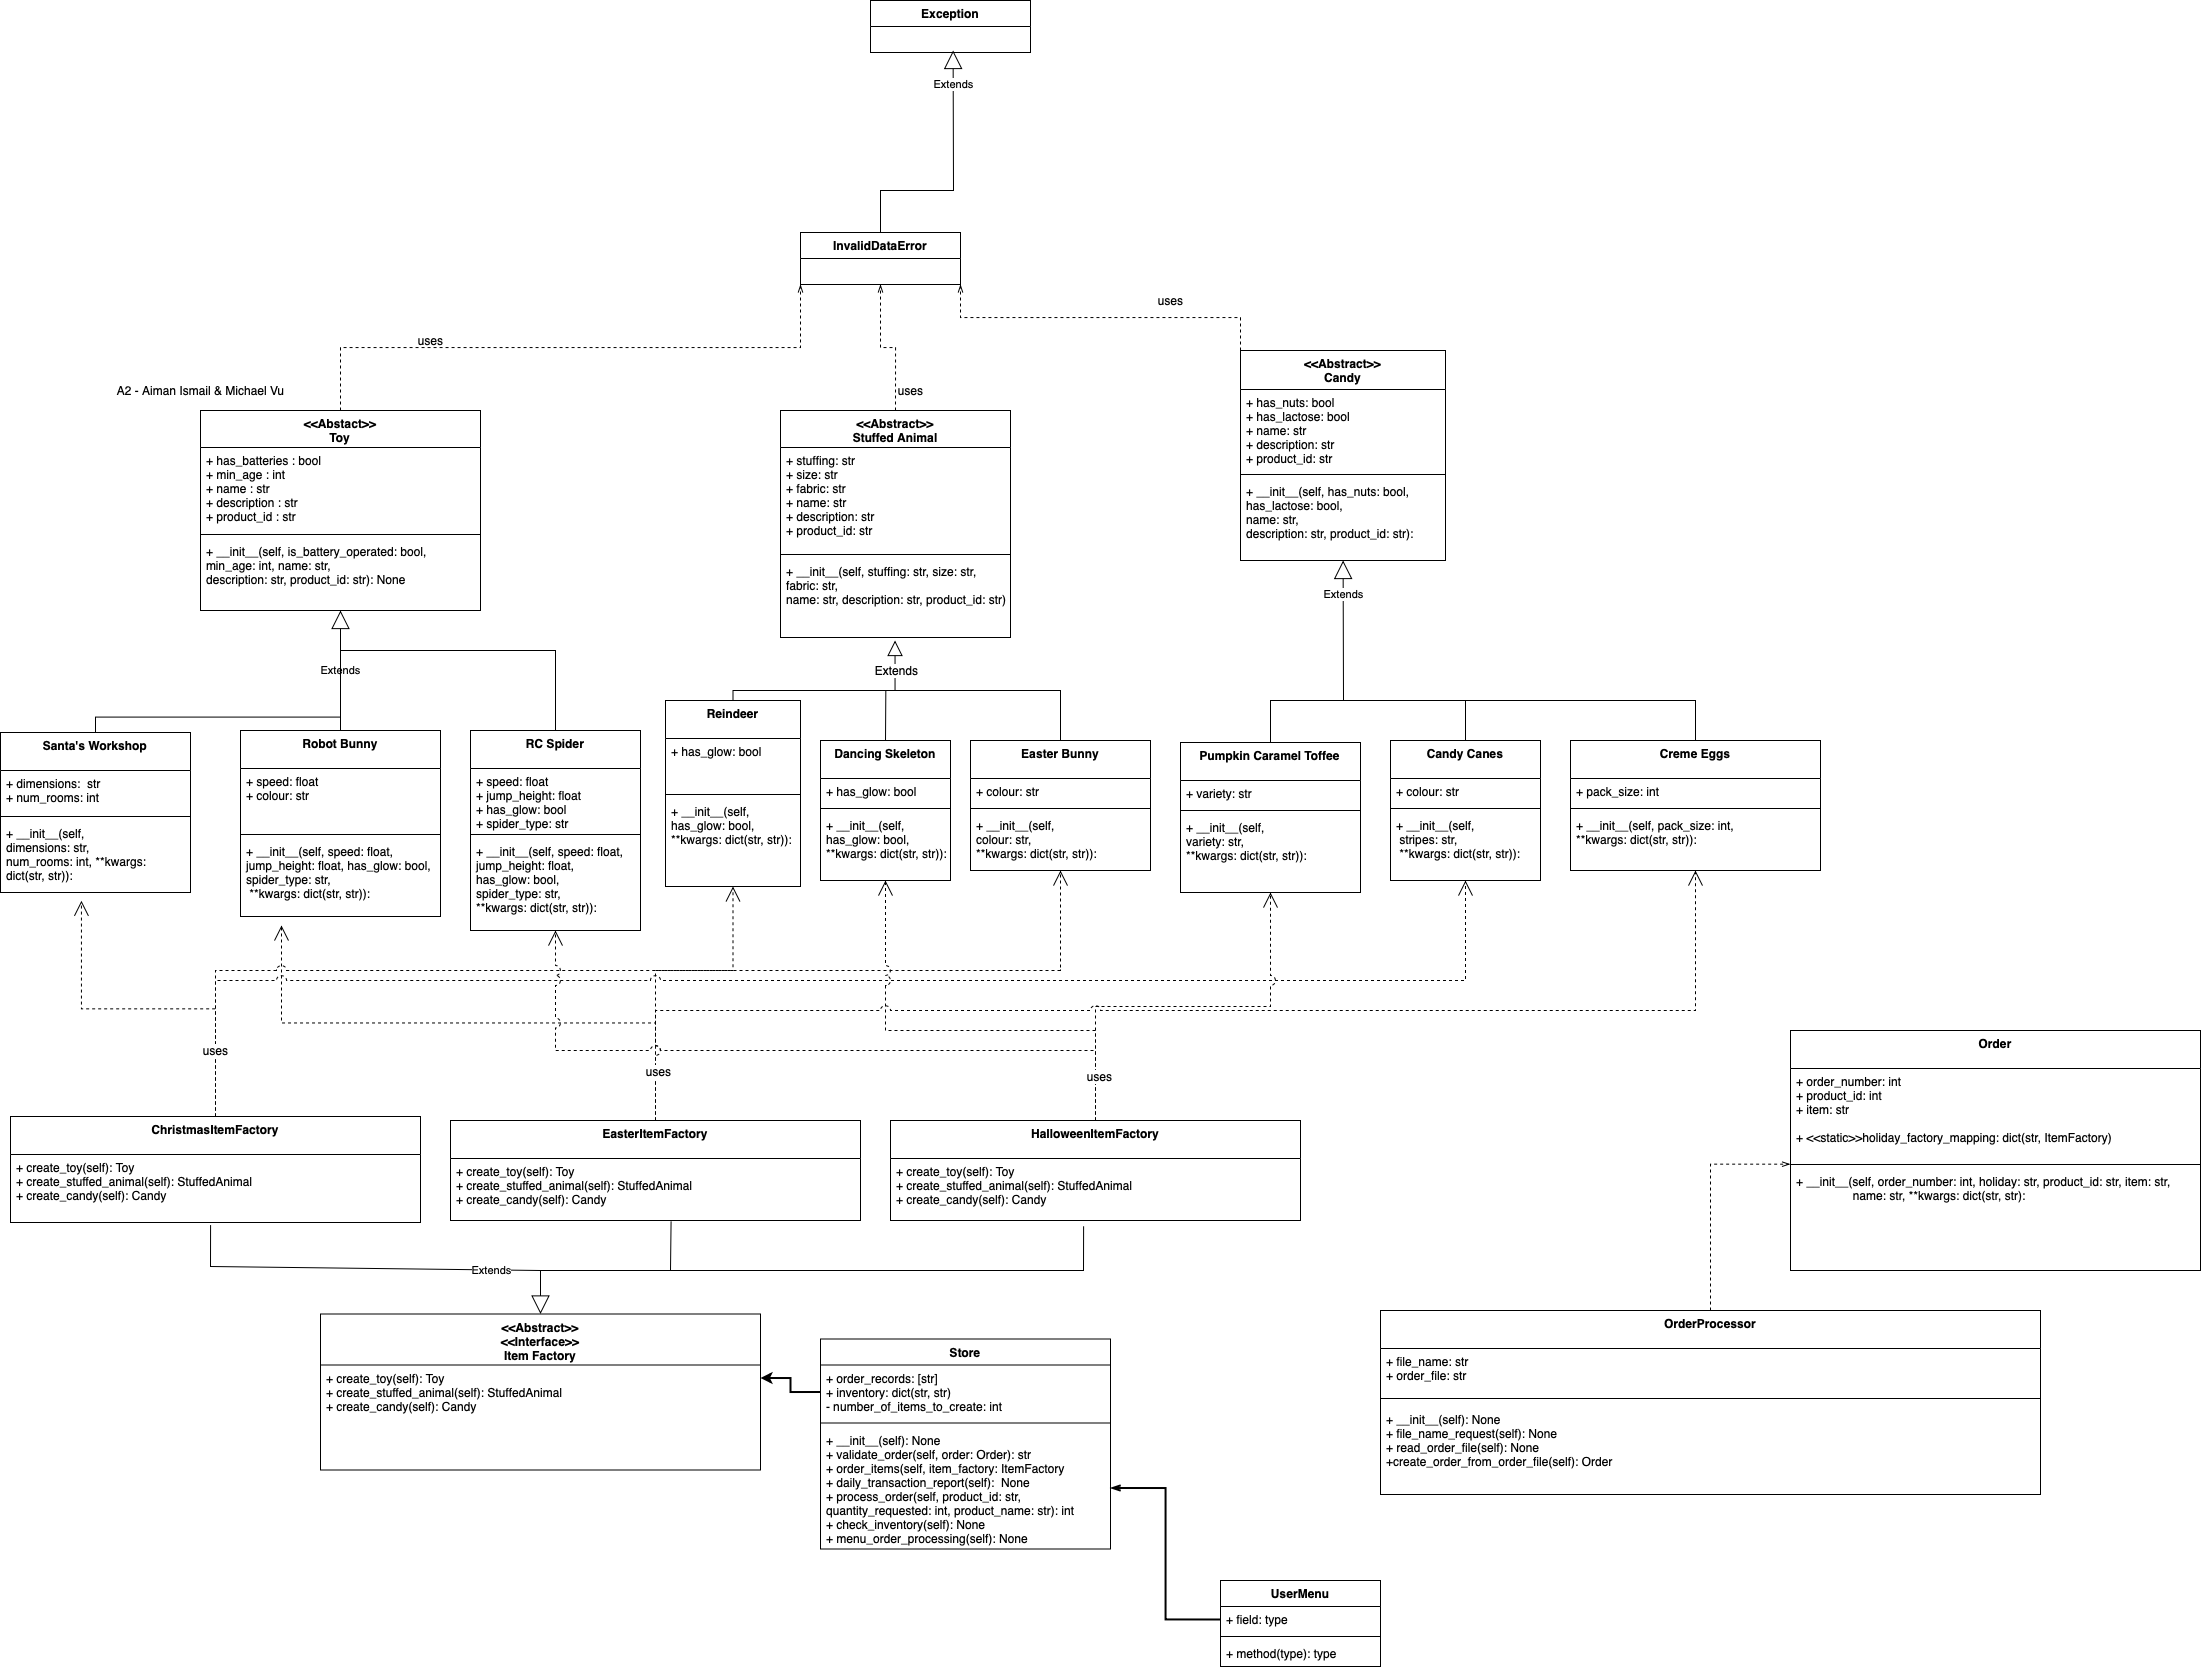 Exception
Extends
InvalidDataError
uses
uses
uses
A2 - Aiman Ismail & Michael Vu
<<Abstact>>
Toy
+ has_batteries : bool
+ min_age : int
+ name : str
+ description : str
+ product_id : str
+ __init__(self, is_battery_operated: bool,
min_age: int, name: str,
description: str, product_id: str): None
<<Abstract>>
Stuffed Animal
+ stuffing: str
+ size: str
+ fabric: str
+ name: str
+ description: str
+ product_id: str
+ __init__(self, stuffing: str, size: str,
fabric: str,
name: str, description: str, product_id: str)
<<Abstract>>
Candy
+ has_nuts: bool
+ has_lactose: bool
+ name: str
+ description: str
+ product_id: str
+ __init__(self, has_nuts: bool,
has_lactose: bool,
name: str,
description: str, product_id: str):
Extends
Extends
Extends
Santa's Workshop
+ dimensions:  str
+ num_rooms: int
+ __init__(self,
dimensions: str,
num_rooms: int, **kwargs:
dict(str, str)):
Robot Bunny
+ speed: float
+ colour: str
+ __init__(self, speed: float,
jump_height: float, has_glow: bool,
spider_type: str,
**kwargs: dict(str, str)):
RC Spider
+ speed: float
+ jump_height: float
+ has_glow: bool
+ spider_type: str
+ __init__(self, speed: float,
jump_height: float,
has_glow: bool,
spider_type: str,
**kwargs: dict(str, str)):
Reindeer
+ has_glow: bool
+ __init__(self,
has_glow: bool,
**kwargs: dict(str, str)):
Dancing Skeleton
+ has_glow: bool
+ __init__(self,
has_glow: bool,
**kwargs: dict(str, str)):
Easter Bunny
+ colour: str
+ __init__(self,
colour: str,
**kwargs: dict(str, str)):
Pumpkin Caramel Toffee
+ variety: str
+ __init__(self,
variety: str,
**kwargs: dict(str, str)):
Candy Canes
+ colour: str
+ __init__(self,
stripes: str,
**kwargs: dict(str, str)):
Creme Eggs
+ pack_size: int
+ __init__(self, pack_size: int,
**kwargs: dict(str, str)):
uses
uses
uses
ChristmasItemFactory
+ create_toy(self): Toy
+ create_stuffed_animal(self): StuffedAnimal
+ create_candy(self): Candy
EasterItemFactory
+ create_toy(self): Toy
+ create_stuffed_animal(self): StuffedAnimal
+ create_candy(self): Candy
HalloweenItemFactory
+ create_toy(self): Toy
+ create_stuffed_animal(self): StuffedAnimal
+ create_candy(self): Candy
Order
+ order_number: int
+ product_id: int
+ item: str
+ <<static>>holiday_factory_mapping: dict(str, ItemFactory)
+ __init__(self, order_number: int, holiday: str, product_id: str, item: str,
name: str, **kwargs: dict(str, str):
Extends
<<Abstract>>
<<Interface>>
Item Factory
+ create_toy(self): Toy
+ create_stuffed_animal(self): StuffedAnimal
+ create_candy(self): Candy
Store
+ order_records: [str]
+ inventory: dict(str, str)
- number_of_items_to_create: int
+ __init__(self): None
+ validate_order(self, order: Order): str
+ order_items(self, item_factory: ItemFactory
+ daily_transaction_report(self):  None
+ process_order(self, product_id: str,
quantity_requested: int, product_name: str): int
+ check_inventory(self): None
+ menu_order_processing(self): None
OrderProcessor
+ file_name: str
+ order_file: str
+ __init__(self): None
+ file_name_request(self): None
+ read_order_file(self): None
+create_order_from_order_file(self): Order
UserMenu
+ field: type
+ method(type): type